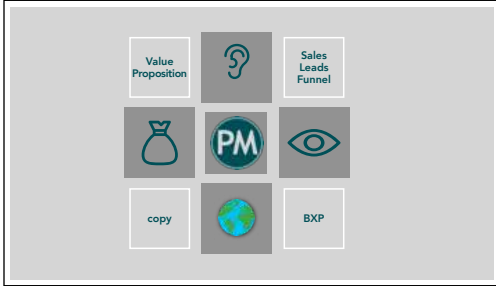 Value
Proposition
Sales
Leads
Funnel
PM
copy
BXP